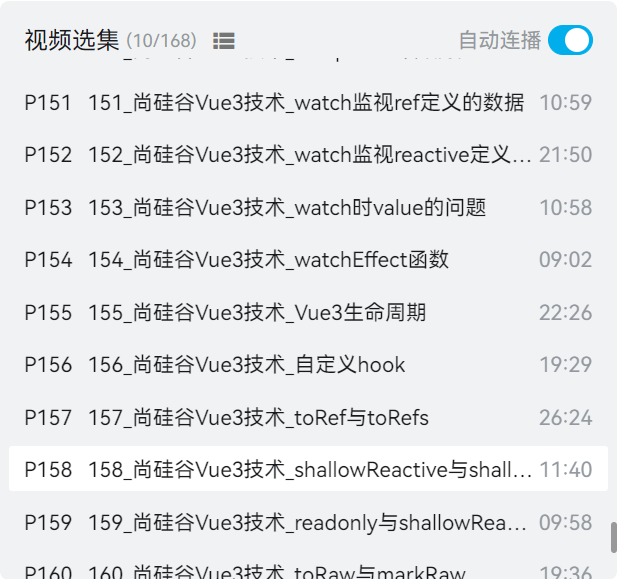 视频选集 (10/168) 自动连播
P151 151_尚硅谷Vue3技术_watch监视ref定义的数据 10:59
P152 152_尚硅谷Vue3技术_watch监视reactive定义... 21:50
P153 153_尚硅谷Vue3技术_watch时value的问题 10:58
P154 154_尚硅谷Vue3技术_watchEffect函数 09:02
P155 155_尚硅谷Vue3技术_Vue3生命周期 22:26
P156 156_尚硅谷Vue3技术_自定义hook 19:29
P157 157_尚硅谷Vue3技术_toRef与toRefs 26:24
P158 158_尚硅谷Vue3技术_shallowReactive与shall... 11:40
P159 159_尚硅谷Vue3技术_readonly与shallowRea... 09:58
P160 160_尚硅谷Vue3技术_toRaw与markRaw 19:36